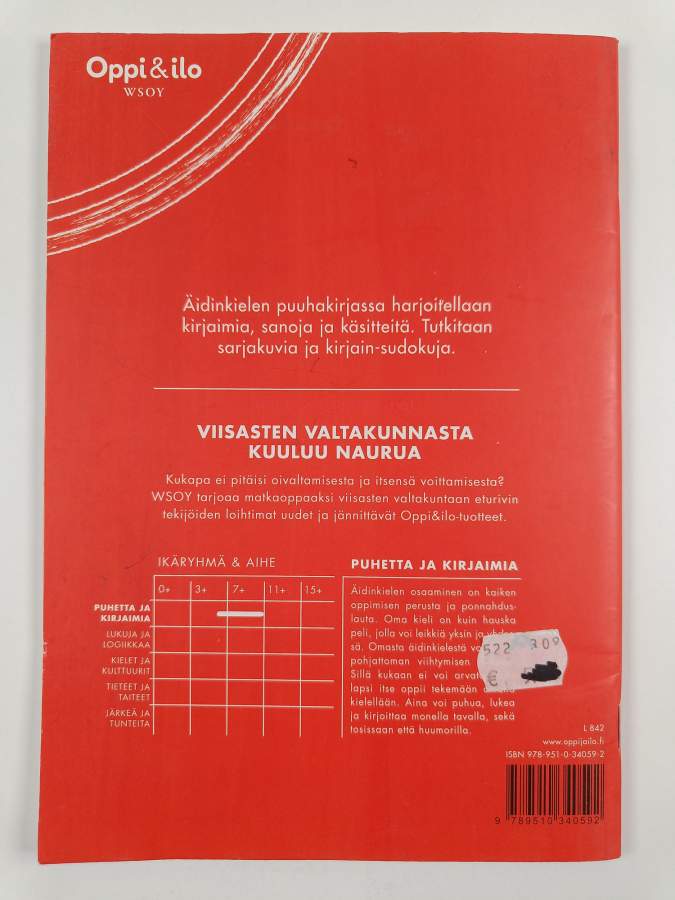 Oppi&ilo
WSOY
Äidinkielen puuhakirjassa harjoitellaan
kirjaimia, sanoja ja käsitteitä. Tutkitaan
sarjakuvia ja kirjain-sudokuja.
VIISASTEN VALTAKUNNASTA
KUULUU NAURUA
Kukapa ei pitäisi oivaltamisesta ja itsensä voittamisesta?
WSOY tarjoaa matkaoppaaksi viisasten valtakuntaan eturivin
tekijöiden loihtimat uudet ja jännittävät Oppi&ilo-tuotteet.
IKÄRYHMÄ & AIHE
0+ 3+ 7+ 11+ 15+
PUHETTA JA
KIRJAIMIA
LUKUJA JA
LOGIIKKAA
KIELET JA
KULTTUURIT
TIETEET JA
TAITEET
JÄRKEÄ JA
TUNTEITA
PUHETTA JA KIRJAIMIA
Äidinkielen osaaminen on kaiken
oppimisen perusta ja ponnahdus-
lauta. Oma kieli on kuin hauska
peli, jolla voi leikkiä yksin ja
sä. Omasta äidinkielestä
pohjattoman viihtymisen
Sillä kukaan ei voi
lapsi itse oppii tekemään
kielellään. Aina voi puhua, lukea
ja kirjoittaa monella tavalla, sekä
tosissaan että huumorilla.
522 309
€
L 842
www.oppijailo.fi
ISBN 978-951-0-34059-2
9 789510 340592